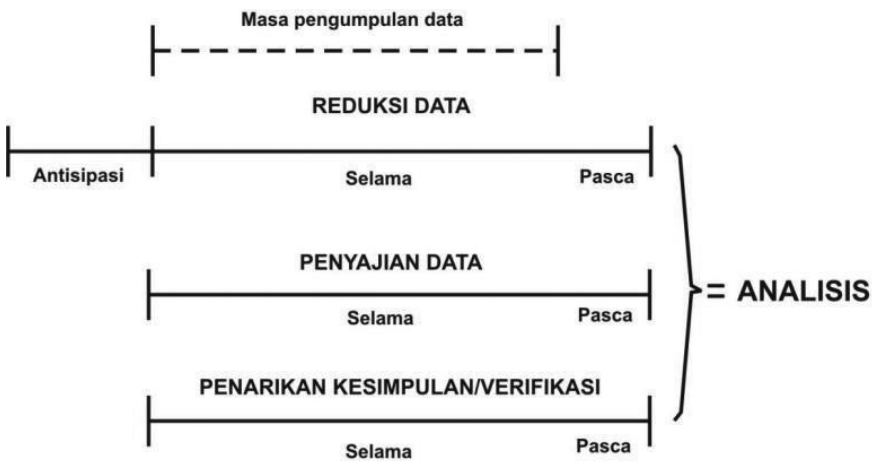 Masa pengumpulan data
REDUKSI DATA
Antisipasi
Selama
Pasca
PENYAJIAN DATA
Selama
Pasca
= ANALISIS
PENARIKAN KESIMPULAN/VERIFIKASI
Selama
Pasca